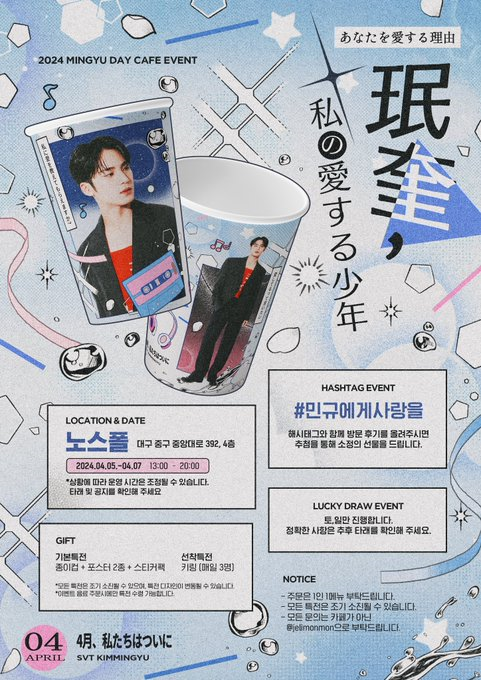 あなたを愛する理由
2024 MINGYU DAY CAFE EVENT
珉奎,
私の愛する少年
LOCATION & DATE
노스폴 대구 중구 중앙대로 392, 4층
2024.04.05.-04.07 13:00 - 20:00
*상황에 따라 운영 시간은 조정될 수 있습니다.
타래 및 공지를 확인해 주세요
HASHTAG EVENT
#민규에게사랑을
해시태그와 함께 방문 후기를 올려주시면
추첨을 통해 소정의 선물을 드립니다.
LUCKY DRAW EVENT
토,일만 진행합니다.
정확한 사항은 추후 타래를 확인해 주세요.
GIFT
기본특전
종이컵 + 포스터 2종 + 스티커팩
선착특전
키링 (매일 3명)
*모든 특전은 조기 소진될 수 있으며, 특전 디자인이 변동될 수 있습니다.
*이벤트 음료 주문시에만 특전 수령 가능합니다.
NOTICE
- 주문은 1인 1메뉴 부탁드립니다.
- 모든 특전은 조기 소진될 수 있습니다.
- 모든 문의는 카페가 아닌
@jelimonmon으로 부탁드립니다.
04
APRIL
4月、私たちはついに
SVT KIMMINGYU